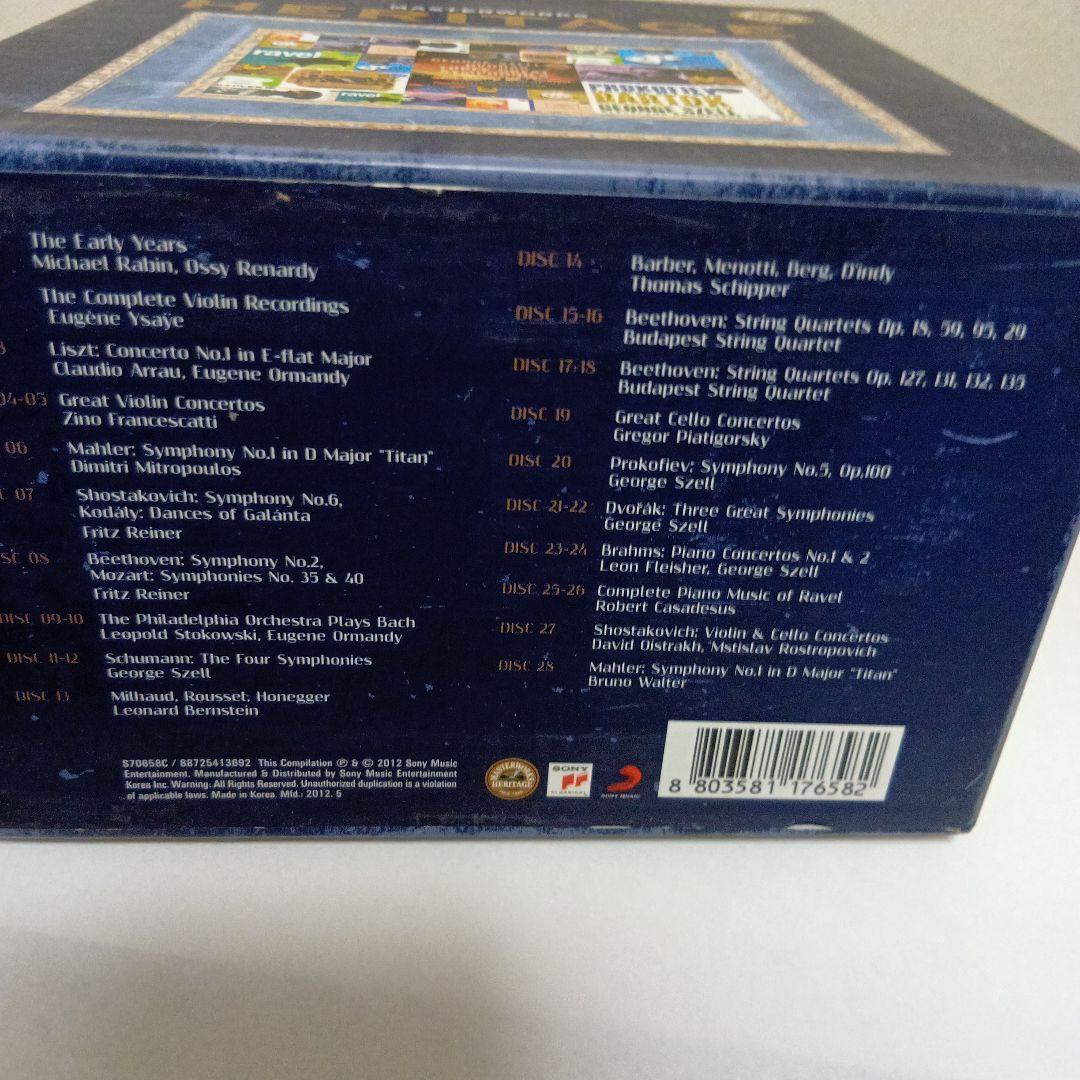 MASTERWORKS
HERITAGE
ravel
ravel
PROKOFIEV
BARTOK
GEORGE SZELL
The Early Years
Michael Rabin, Ossy Renardy
The Complete Violin Recordings
Eugène Ysaÿe
3
Liszt: Concerto No.1 in E-flat Major
Claudio Arrau, Eugene Ormandy
04-05 Great Violin Concertos
Zino Francescatti
06 Mahler: Symphony No.1 in D Major "Titan"
Dimitri Mitropoulos
C 07 Shostakovich: Symphony No.6,
Kodály: Dances of Galánta
Fritz Reiner
SC 08 Beethoven: Symphony No.2,
Mozart: Symphonies No. 35 & 40
Fritz Reiner
DISC 09-10 The Philadelphia Orchestra Plays Bach
Leopold Stokowski, Eugene Ormandy
DISC 11-12 Schumann: The Four Symphonies
George Szell
DISC 13 Milhaud, Rousset, Honegger
Leonard Bernstein
DISC 14 Barber, Menotti, Berg, D'indy
Thomas Schipper
DISC 15-16 Beethoven: String Quartets Op. 18, 59, 95, 29
Budapest String Quartet
DISC 17-18 Beethoven: String Quartets Op. 127, 131, 132, 135
Budapest String Quartet
DISC 19 Great Cello Concertos
Gregor Piatigorsky
DISC 20 Prokofiev: Symphony No.5, Op.100
George Szell
DISC 21-22 Dvořák: Three Great Symphonies
George Szell
DISC 23-24 Brahms: Piano Concertos No.1 & 2
Leon Fleisher, George Szell
DISC 25-26 Complete Piano Music of Ravel
Robert Casadesus
DISC 27 Shostakovich: Violin & Cello Concertos
David Oistrakh, Mstislav Rostropovich
DISC 28 Mahler: Symphony No.1 in D Major "Titan"
Bruno Walter
S70658C / 88725413692 This Compilation ℗ & © 2012 Sony Music
Entertainment. Manufactured & Distributed by Sony Music Entertainment
Korea Inc. Warning: All Rights Reserved. Unauthorized duplication is a violation
of applicable laws. Made in Korea. Mfd.: 2012. 5
MASTERWORKS
HERITAGE
SONY
CLASSICAL
SONY MUSIC
8 803581 176582